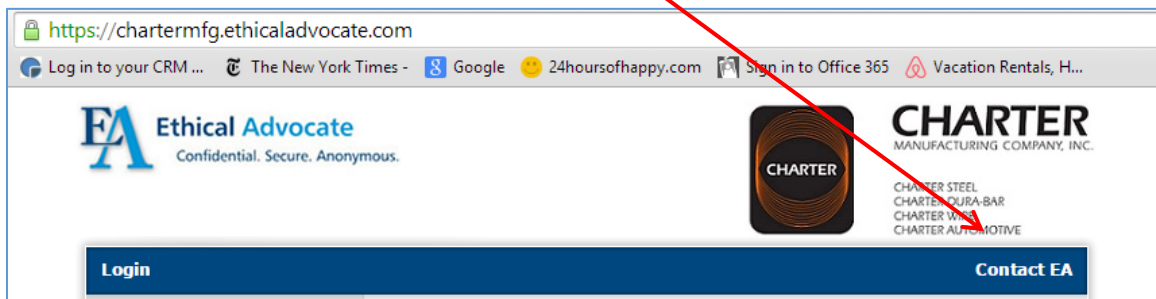 https://chartermfg.ethicaladvocate.com
Log in to your CRM ... The New York Times - Google 24hoursofhappy.com Sign in to Office 365 Vacation Rentals, H...
EA Ethical Advocate
Confidential. Secure. Anonymous.
CHARTER
CHARTER
MANUFACTURING COMPANY, INC.
CHARTER STEEL
CHARTER DURA-BAR
CHARTER WIRE
CHARTER AUTOMOTIVE
Login Contact EA